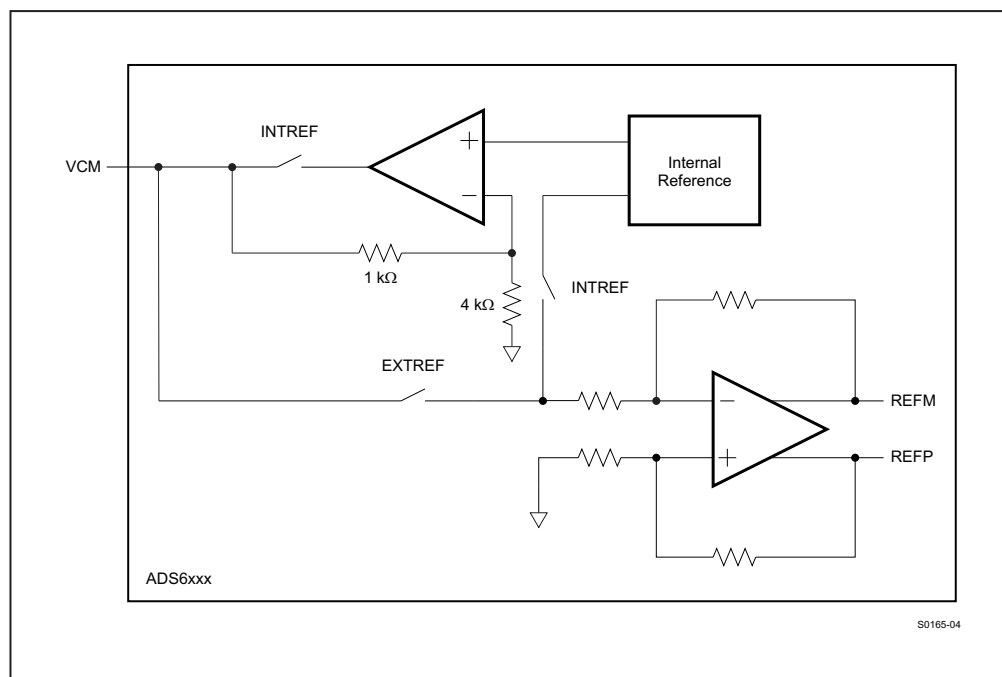 INTREF
VCM
+
−
Internal
Reference
1 kΩ
4 kΩ
INTREF
EXTREF
−
REFM
+
REFP
ADS6xxx
S0165-04